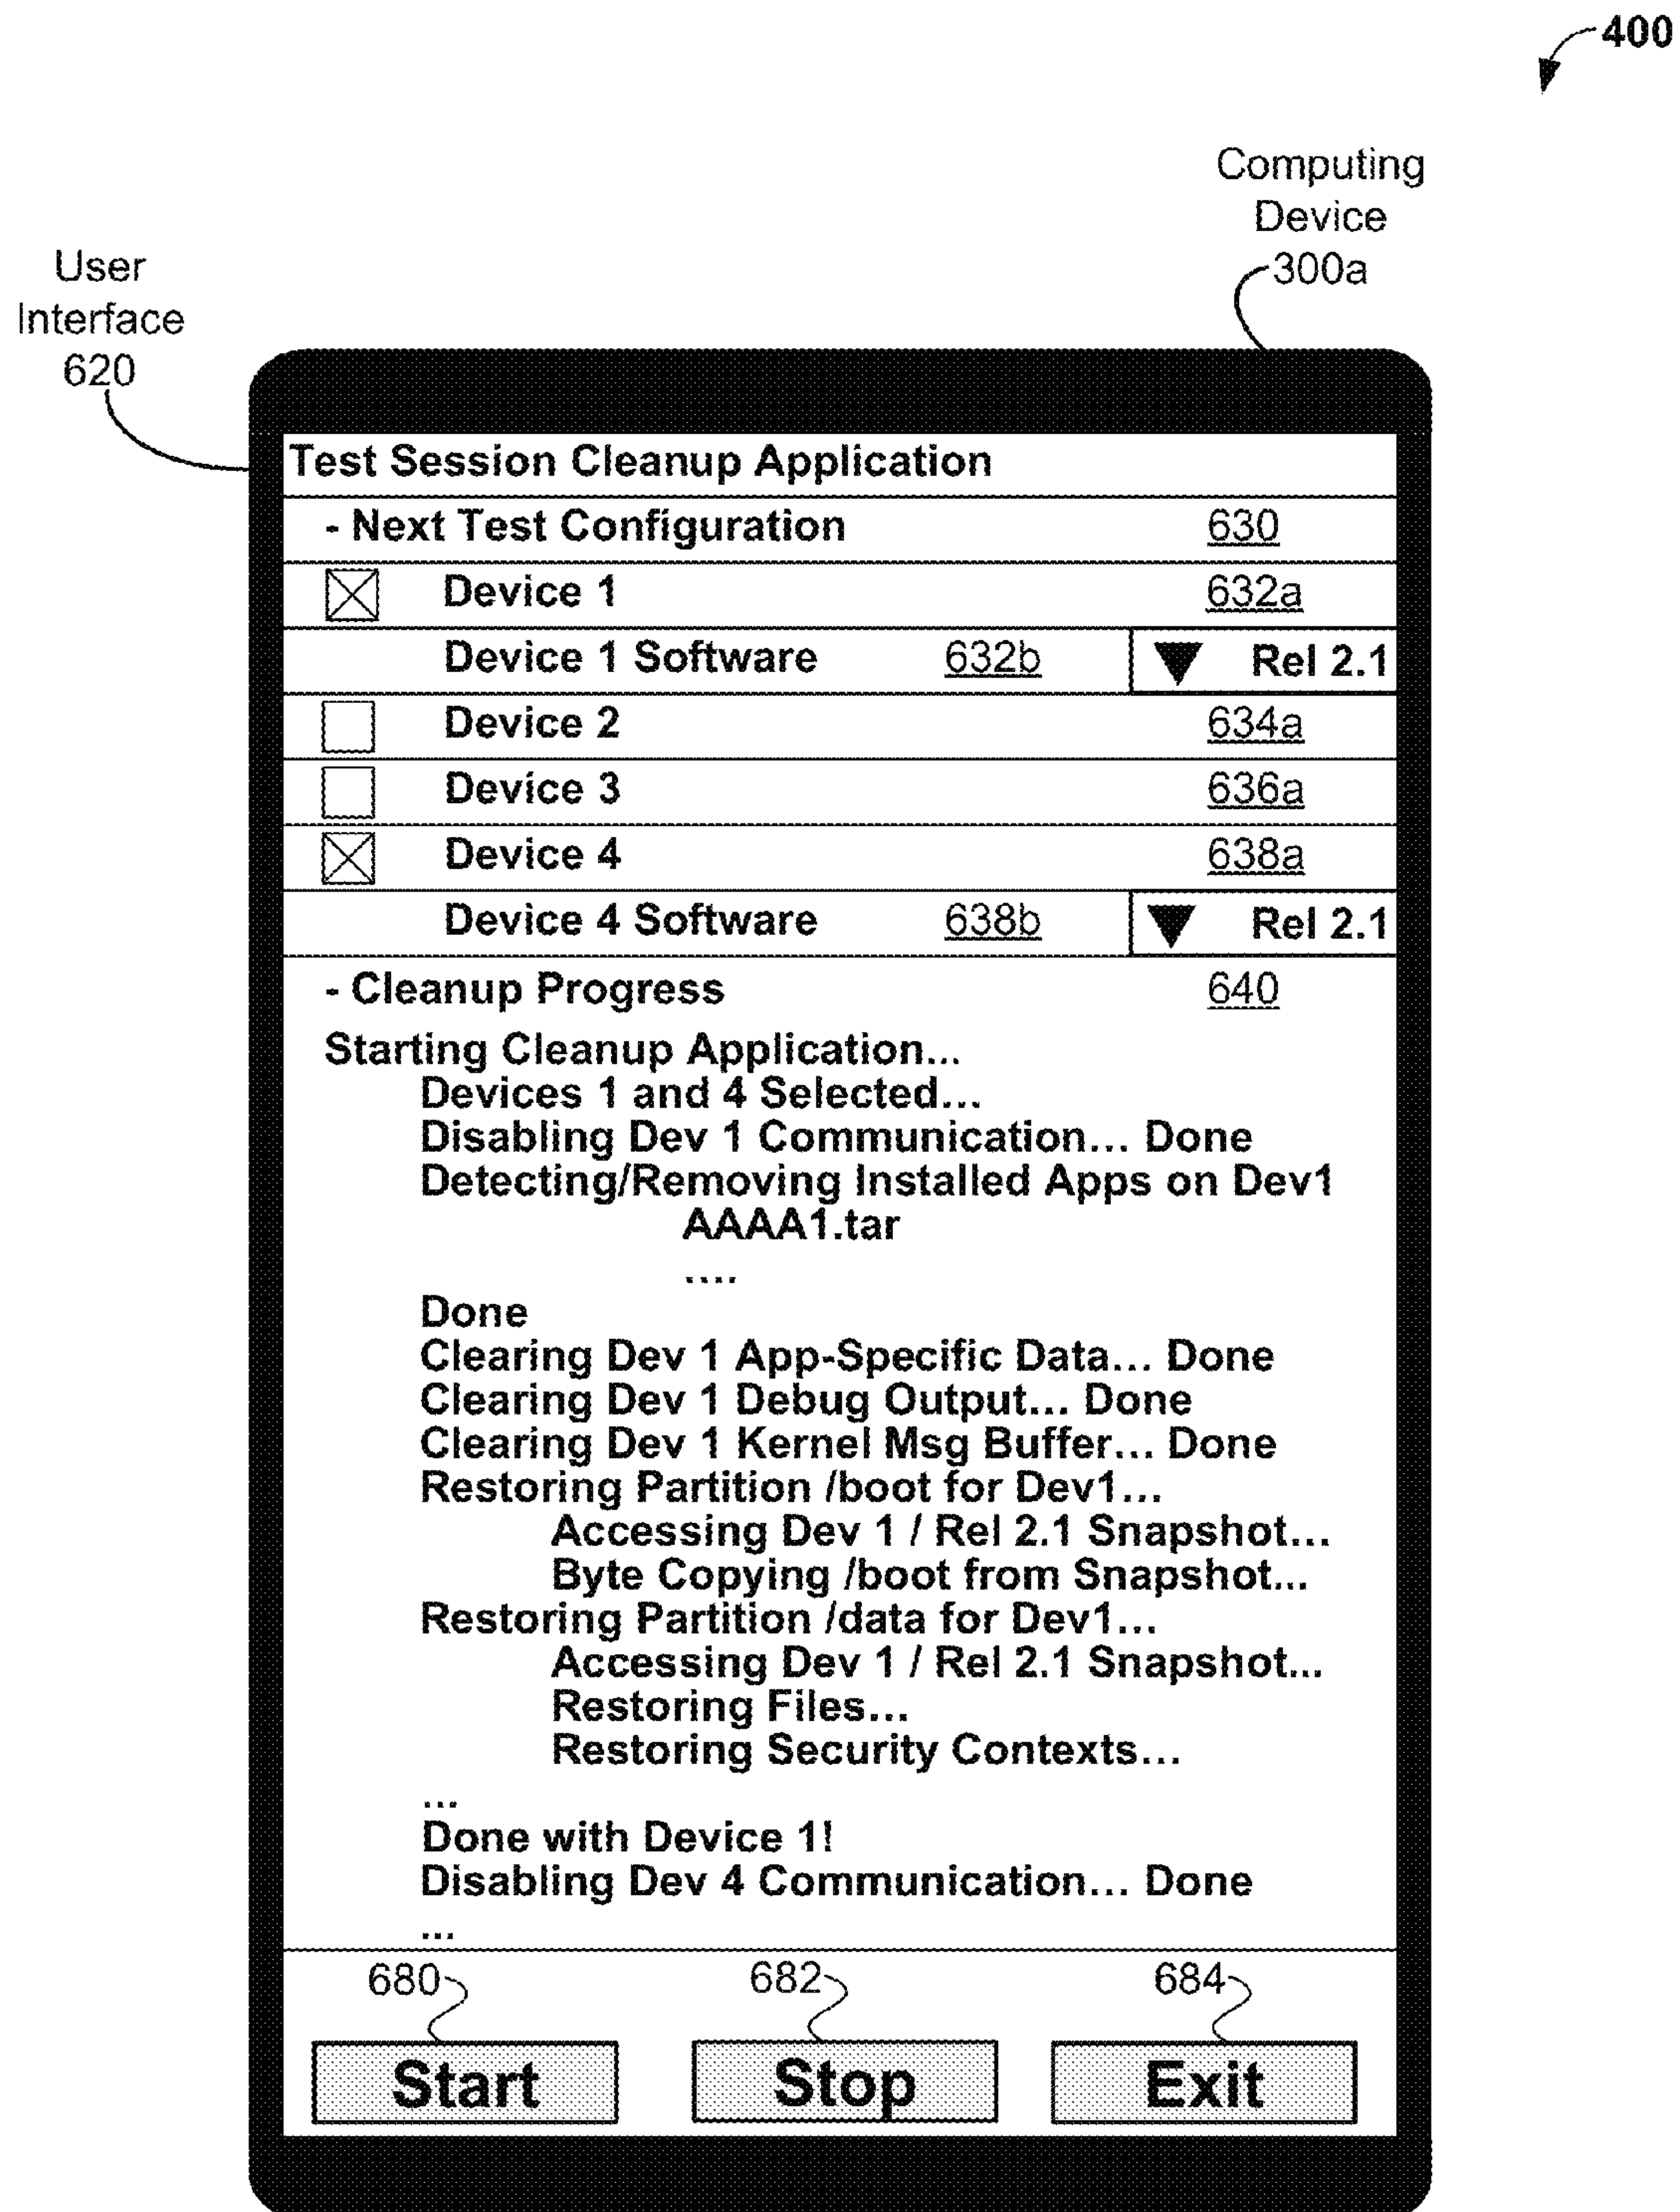 400
Computing
Device
300a
User
Interface
620
Test Session Cleanup Application
- Next Test Configuration 630
Device 1 632a
Device 1 Software 632b Rel 2.1
Device 2 634a
Device 3 636a
Device 4 638a
Device 4 Software 638b Rel 2.1
- Cleanup Progress 640
Starting Cleanup Application...
Devices 1 and 4 Selected...
Disabling Dev 1 Communication... Done
Detecting/Removing Installed Apps on Dev1
AAAA1.tar
....
Done
Clearing Dev 1 App-Specific Data... Done
Clearing Dev 1 Debug Output... Done
Clearing Dev 1 Kernel Msg Buffer... Done
Restoring Partition /boot for Dev1...
Accessing Dev 1 / Rel 2.1 Snapshot...
Byte Copying /boot from Snapshot...
Restoring Partition /data for Dev1...
Accessing Dev 1 / Rel 2.1 Snapshot...
Restoring Files...
Restoring Security Contexts...
...
Done with Device 1!
Disabling Dev 4 Communication... Done
...
680 682 684
Start Stop Exit